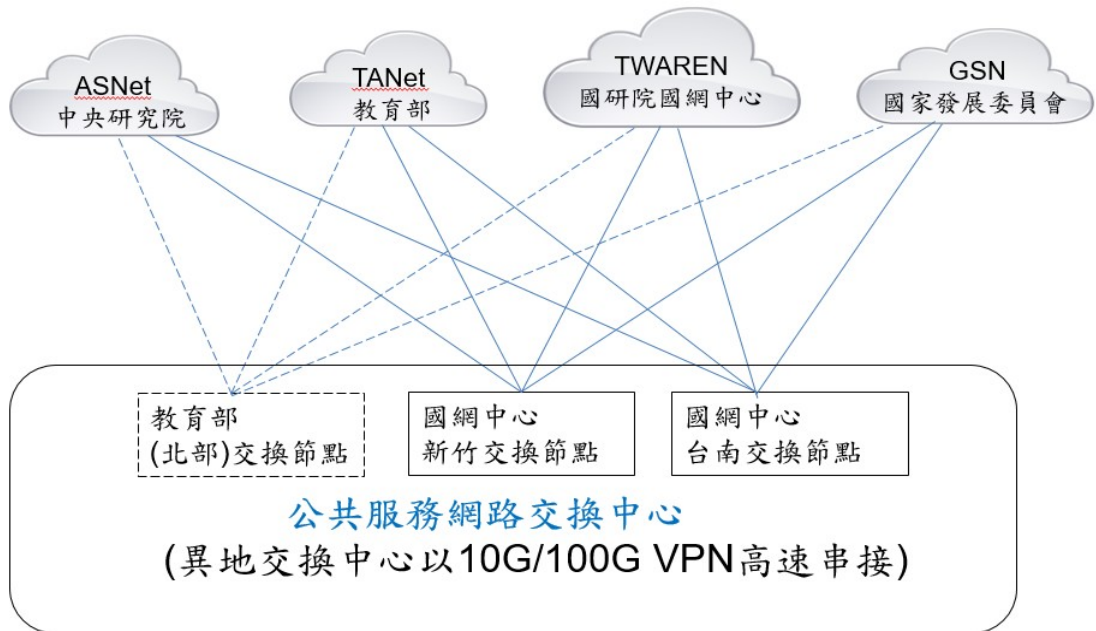 ASNet
中央研究院
TANet
教育部
TWAREN
國研院國網中心
GSN
國家發展委員會
教育部
(北部)交換節點
國網中心
新竹交換節點
國網中心
台南交換節點
公共服務網路交換中心
(異地交換中心以10G/100G VPN高速串接)